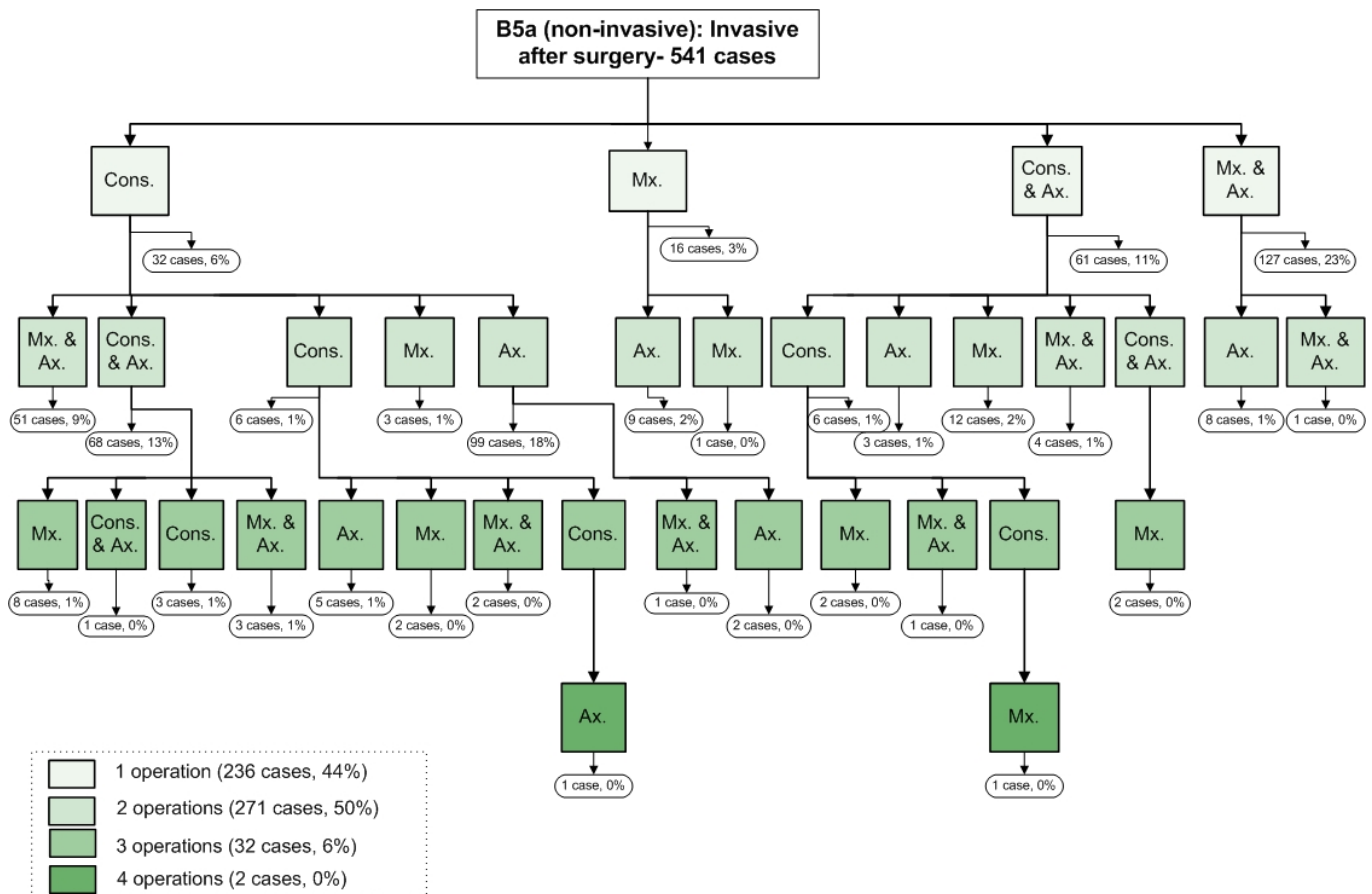 B5a (non-invasive): Invasive
after surgery- 541 cases
Cons.
Mx.
Cons.
& Ax.
Mx. &
Ax.
32 cases, 6%
16 cases, 3%
61 cases, 11%
127 cases, 23%
Mx. &
Ax.
Cons.
& Ax.
Cons.
Mx.
Ax.
Ax.
Mx.
Cons.
Ax.
Mx.
Mx. &
Ax.
Cons.
& Ax.
Ax.
Mx. &
Ax.
51 cases, 9%
68 cases, 13%
6 cases, 1%
3 cases, 1%
99 cases, 18%
9 cases, 2%
1 case, 0%
6 cases, 1%
3 cases, 1%
12 cases, 2%
4 cases, 1%
8 cases, 1%
1 case, 0%
Mx.
Cons.
& Ax.
Cons.
Mx. &
Ax.
Ax.
Mx.
Mx. &
Ax.
Cons.
Mx. &
Ax.
Ax.
Mx.
Mx. &
Ax.
Cons.
Mx.
8 cases, 1%
1 case, 0%
3 cases, 1%
3 cases, 1%
5 cases, 1%
2 cases, 0%
2 cases, 0%
1 case, 0%
2 cases, 0%
2 cases, 0%
1 case, 0%
2 cases, 0%
Ax.
Mx.
1 case, 0%
1 case, 0%
1 operation (236 cases, 44%)
2 operations (271 cases, 50%)
3 operations (32 cases, 6%)
4 operations (2 cases, 0%)